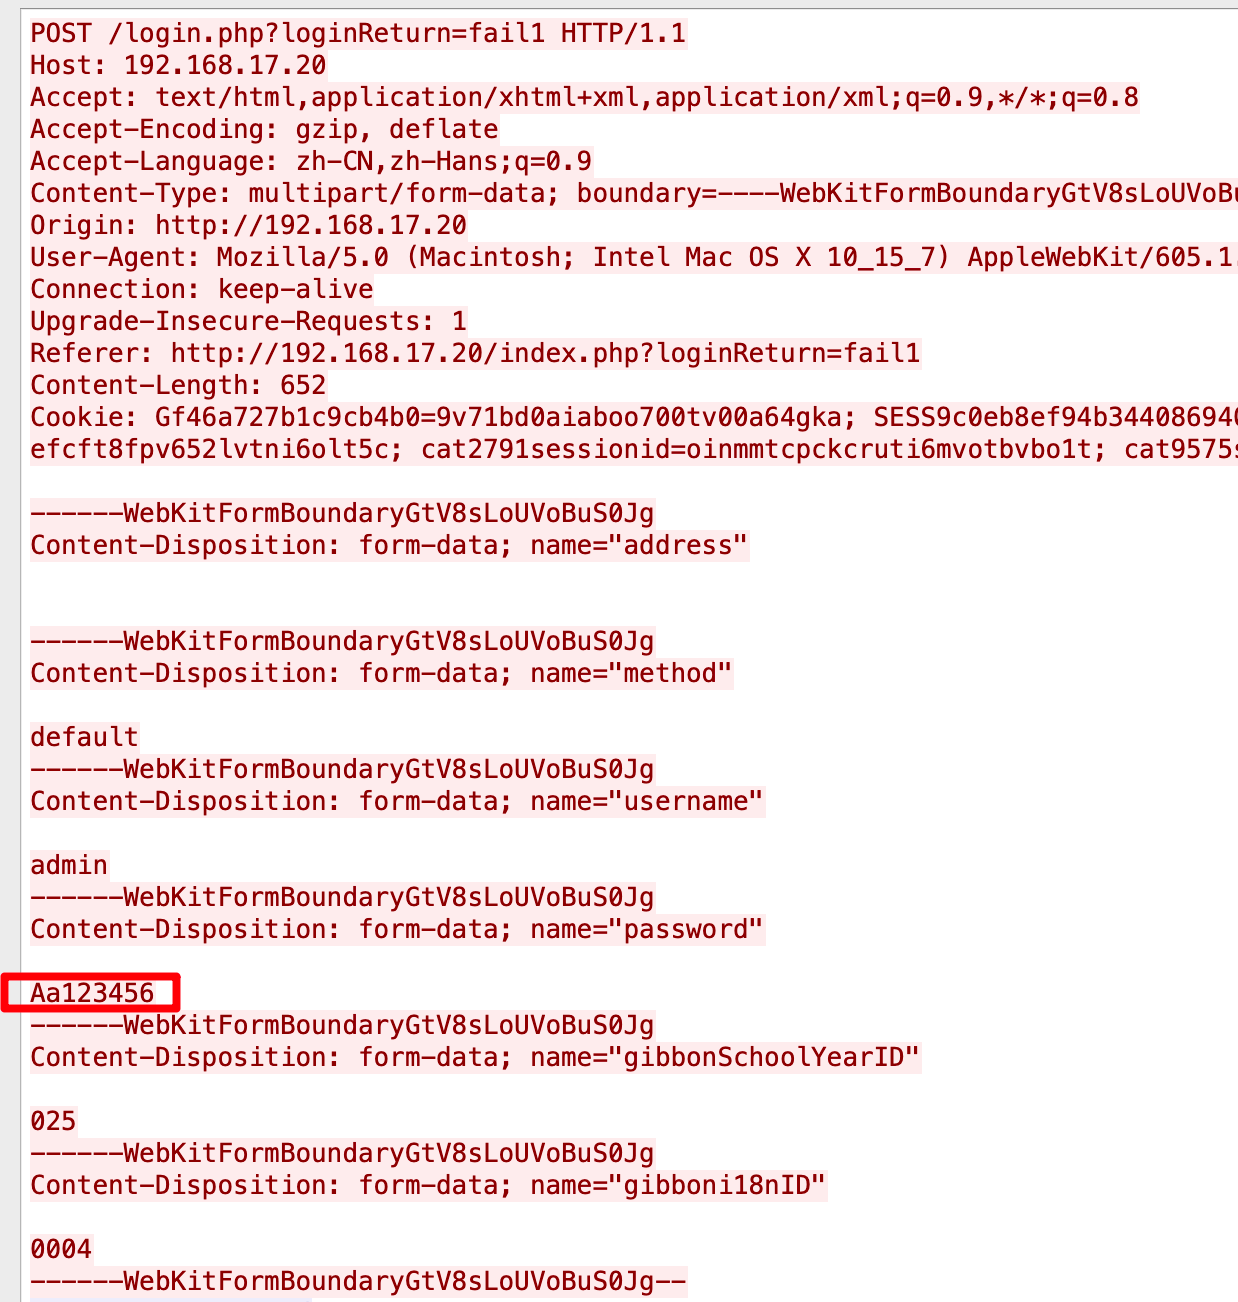 POST /login.php?loginReturn=fail1 HTTP/1.1
Host: 192.168.17.20
Accept: text/html,application/xhtml+xml,application/xml;q=0.9,*/*;q=0.8
Accept-Encoding: gzip, deflate
Accept-Language: zh-CN,zh-Hans;q=0.9
Content-Type: multipart/form-data; boundary=----WebKitFormBoundaryGtV8sLoUVoBu
Origin: http://192.168.17.20
User-Agent: Mozilla/5.0 (Macintosh; Intel Mac OS X 10_15_7) AppleWebKit/605.1
Connection: keep-alive
Upgrade-Insecure-Requests: 1
Referer: http://192.168.17.20/index.php?loginReturn=fail1
Content-Length: 652
Cookie: Gf46a727b1c9cb4b0=9v71bd0aiaboo700tv00a64gka; SESS9c0eb8ef94b344086940
efcft8fpv652lvtni6olt5c; cat2791sessionid=oinmmtcpckcruti6mvotbvbo1t; cat9575s
------WebKitFormBoundaryGtV8sLoUVoBuS0Jg
Content-Disposition: form-data; name="address"
------WebKitFormBoundaryGtV8sLoUVoBuS0Jg
Content-Disposition: form-data; name="method"
default
------WebKitFormBoundaryGtV8sLoUVoBuS0Jg
Content-Disposition: form-data; name="username"
admin
------WebKitFormBoundaryGtV8sLoUVoBuS0Jg
Content-Disposition: form-data; name="password"
Aa123456
------WebKitFormBoundaryGtV8sLoUVoBuS0Jg
Content-Disposition: form-data; name="gibbonSchoolYearID"
025
------WebKitFormBoundaryGtV8sLoUVoBuS0Jg
Content-Disposition: form-data; name="gibboni18nID"
0004
------WebKitFormBoundaryGtV8sLoUVoBuS0Jg--